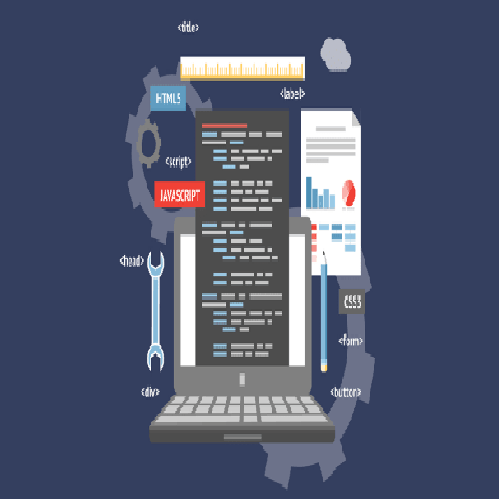 <title>
<label>
HTML5
<script>
JAVASCRIPT
<head>
CSS3
<form>
<div>
<button>